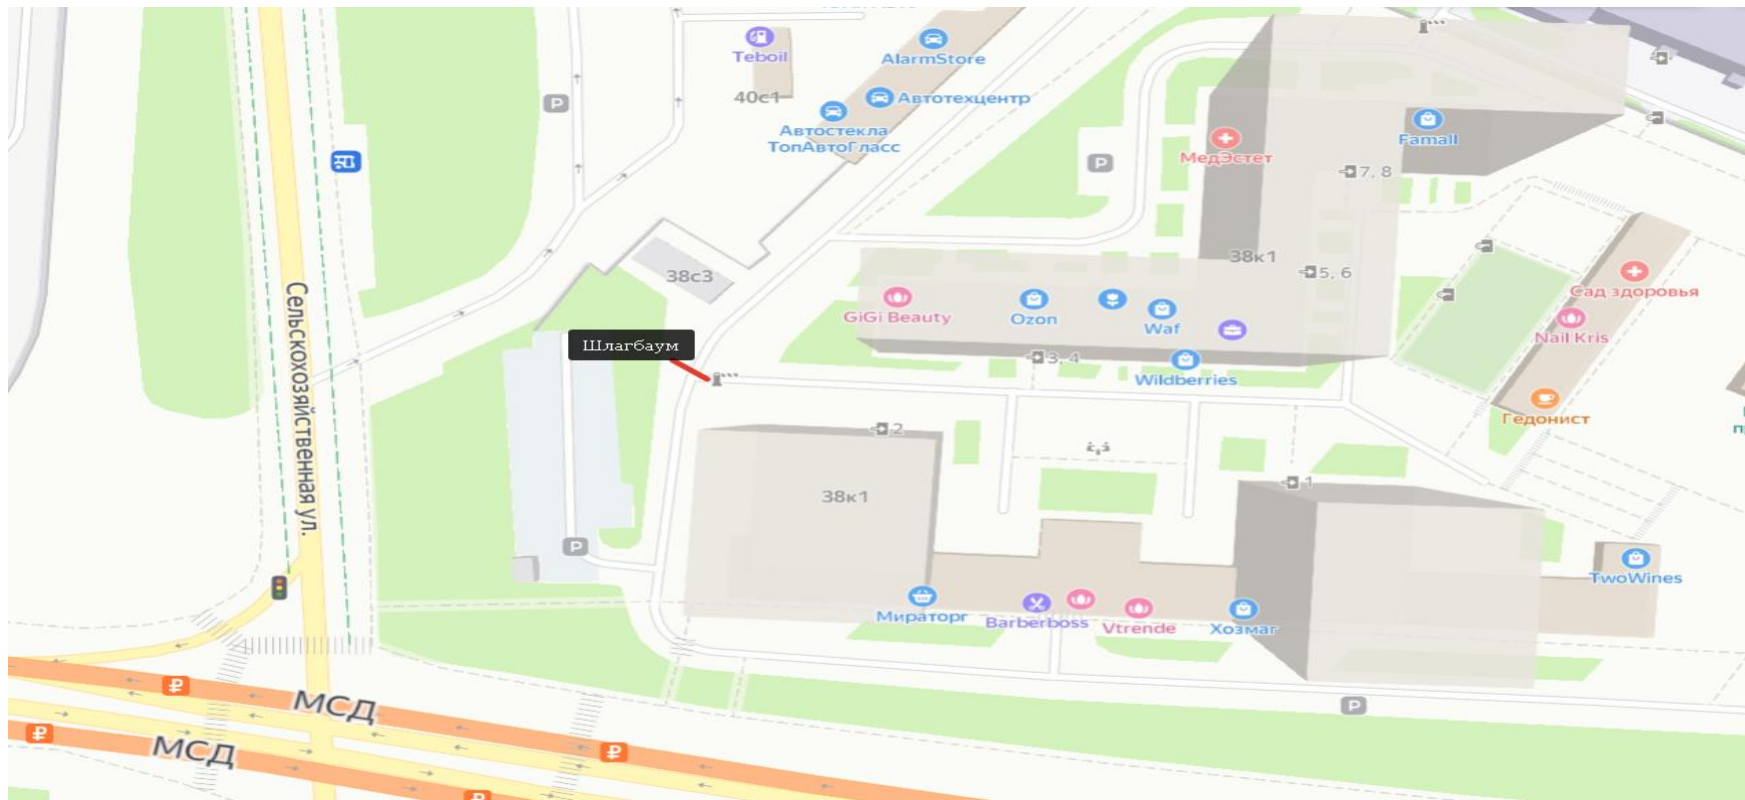 Teboil
40с1
AlarmStore
Автотехцентр
Автостекла
ТопАвтоГласс
P
P
МедЭстет
Famall
7, 8
38к1
5, 6
38с3
GiGi Beauty
Ozon
Waf
3, 4
Wildberries
Сад здоровья
Nail Kris
Гедонист
Шлагбаум
Сельскохозяйственная ул.
2
38к1
1
P
TwoWines
Мираторг
Barberboss
Vtrende
Хозмаг
₽
МСД
P
₽
МСД
₽
₽